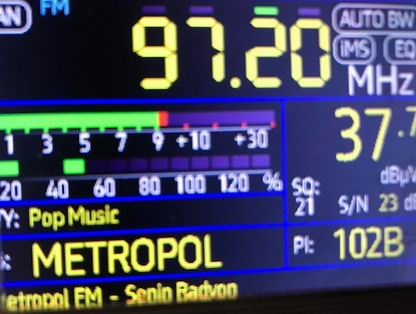 AN FM AUTO BW
97.20 iMS EQ
MHz
1 3 5 7 9 +10 +30 37.7
dBµV
20 40 60 80 100 120 % SQ:
21 S/N 23 dB
Y: Pop Music
METROPOL PI: 102B
etropol FM - Senin Radyon